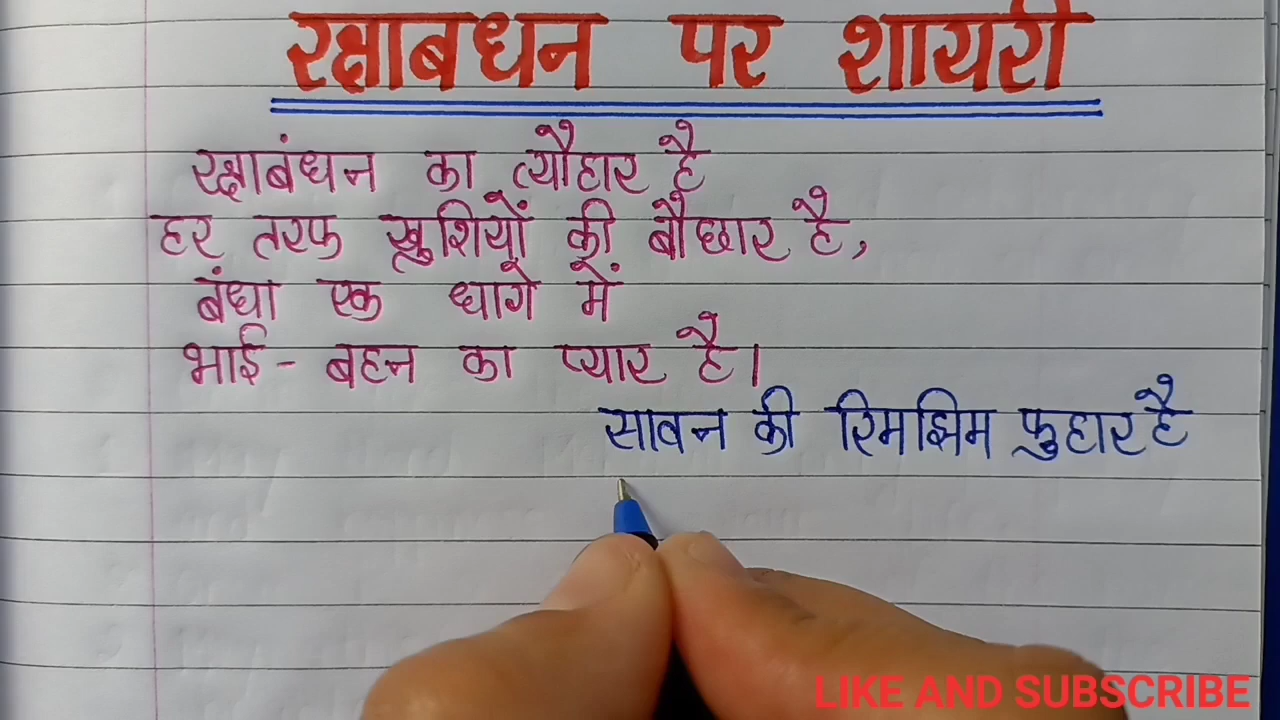 रक्षाबधन पर शायरी
रक्षाबंधन का त्यौहार है
हर तरफ खुशियों की बौछार है,
बंधा एक धागे में
भाई - बहन का प्यार है।
सावन की रिमझिम फुहार है
LIKE AND SUBSCRIBE